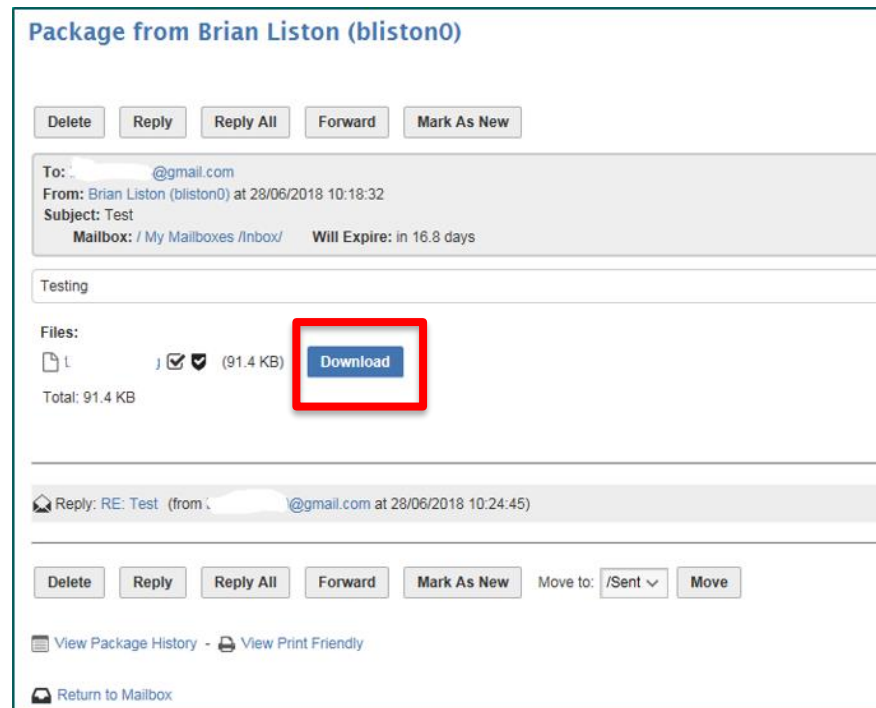 Package from Brian Liston (bliston0)
Delete Reply Reply All Forward Mark As New
To: @gmail.com
From: Brian Liston (bliston0) at 28/06/2018 10:18:32
Subject: Test
Mailbox: / My Mailboxes /Inbox/ Will Expire: in 16.8 days
Testing
Files:
(91.4 KB) Download
Total: 91.4 KB
Reply: RE: Test (from @gmail.com at 28/06/2018 10:24:45)
Delete Reply Reply All Forward Mark As New Move to: /Sent Move
View Package History - View Print Friendly
Return to Mailbox